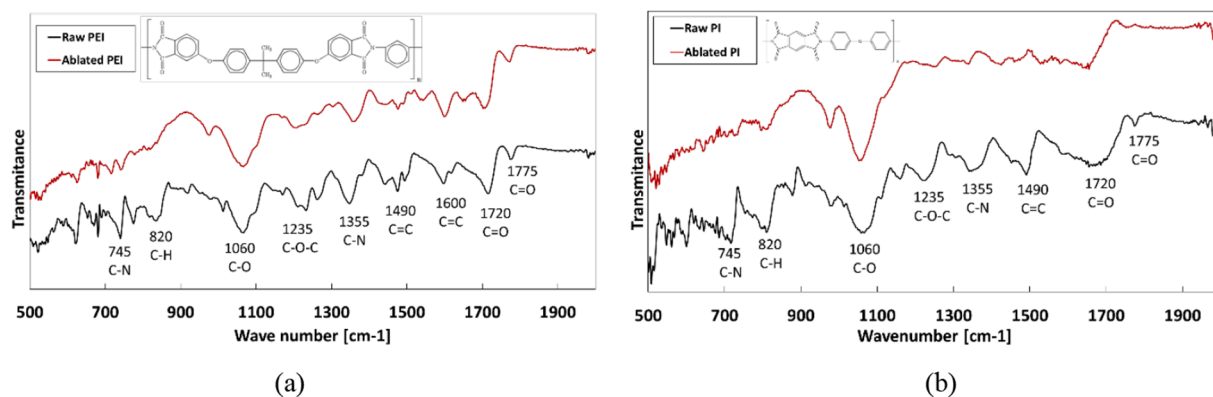 Raw PEI
Ablated PEI
CH₃
CH₃
Transmitance
745
C-N
820
C-H
1060
C-O
1235
C-O-C
1355
C-N
1490
C=C
1600
C=C
1720
C=O
1775
C=O
500 700 900 1100 1300 1500 1700 1900
Wave number [cm-1]
(a)
Raw PI
Ablated PI
Transmitance
745
C-N
820
C-H
1060
C-O
1235
C-O-C
1355
C-N
1490
C=C
1720
C=O
1775
C=O
500 700 900 1100 1300 1500 1700 1900
Wavenumber [cm-1]
(b)